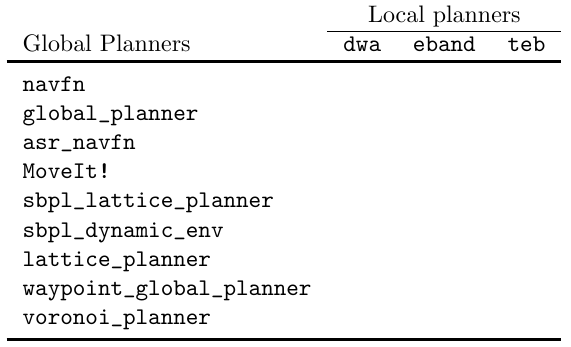 Local planners
Global Planners dwa eband teb
navfn
global_planner
asr_navfn
MoveIt!
sbpl_lattice_planner
sbpl_dynamic_env
lattice_planner
waypoint_global_planner
voronoi_planner